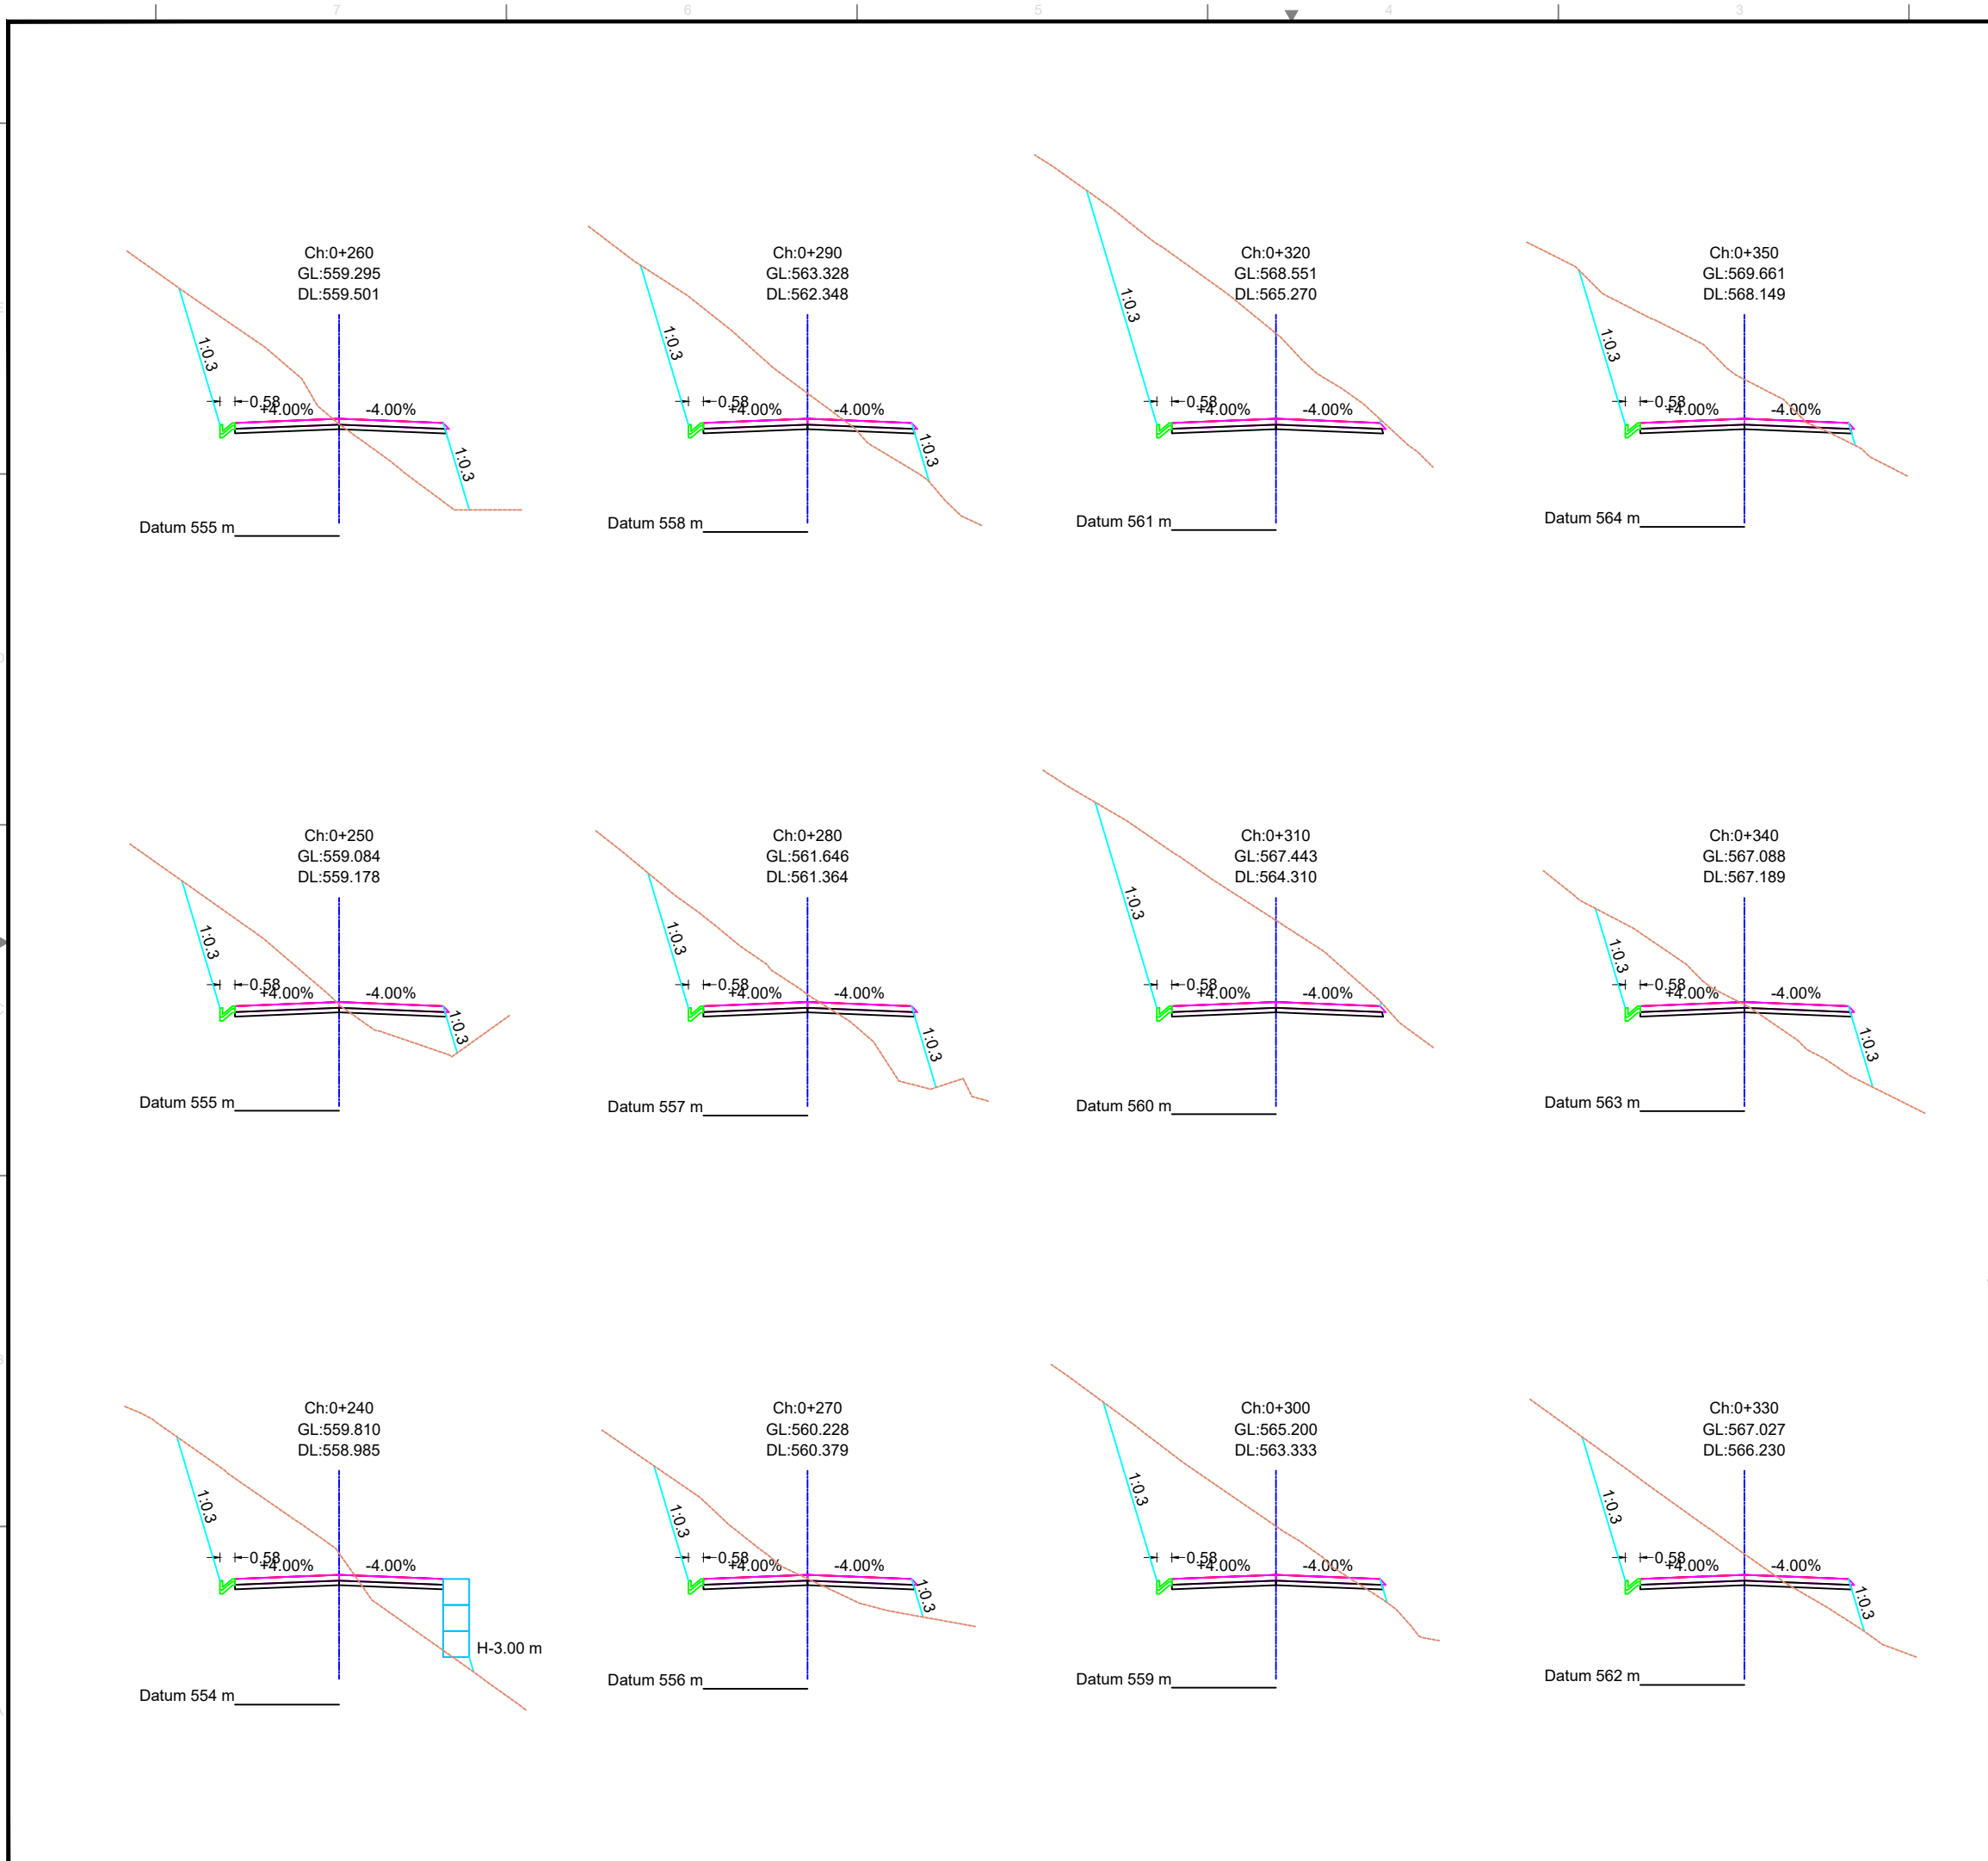 7 6 5 4 3
Ch:0+260
GL:559.295
DL:559.501
1:0.3
0.58
+4.00%
-4.00%
1:0.3
Datum 555 m
Ch:0+290
GL:563.328
DL:562.348
1:0.3
0.58
+4.00%
-4.00%
1:0.3
Datum 558 m
Ch:0+320
GL:568.551
DL:565.270
1:0.3
0.58
+4.00%
-4.00%
Datum 561 m
Ch:0+350
GL:569.661
DL:568.149
1:0.3
0.58
+4.00%
-4.00%
Datum 564 m
Ch:0+250
GL:559.084
DL:559.178
1:0.3
0.58
+4.00%
-4.00%
1:0.3
Datum 555 m
Ch:0+280
GL:561.646
DL:561.364
1:0.3
0.58
+4.00%
-4.00%
1:0.3
Datum 557 m
Ch:0+310
GL:567.443
DL:564.310
1:0.3
0.58
+4.00%
-4.00%
Datum 560 m
Ch:0+340
GL:567.088
DL:567.189
1:0.3
0.58
+4.00%
-4.00%
1:0.3
Datum 563 m
Ch:0+240
GL:559.810
DL:558.985
1:0.3
0.58
+4.00%
-4.00%
H-3.00 m
Datum 554 m
Ch:0+270
GL:560.228
DL:560.379
1:0.3
0.58
+4.00%
-4.00%
1:0.3
Datum 556 m
Ch:0+300
GL:565.200
DL:563.333
1:0.3
0.58
+4.00%
-4.00%
Datum 559 m
Ch:0+330
GL:567.027
DL:566.230
1:0.3
0.58
+4.00%
-4.00%
1:0.3
Datum 562 m